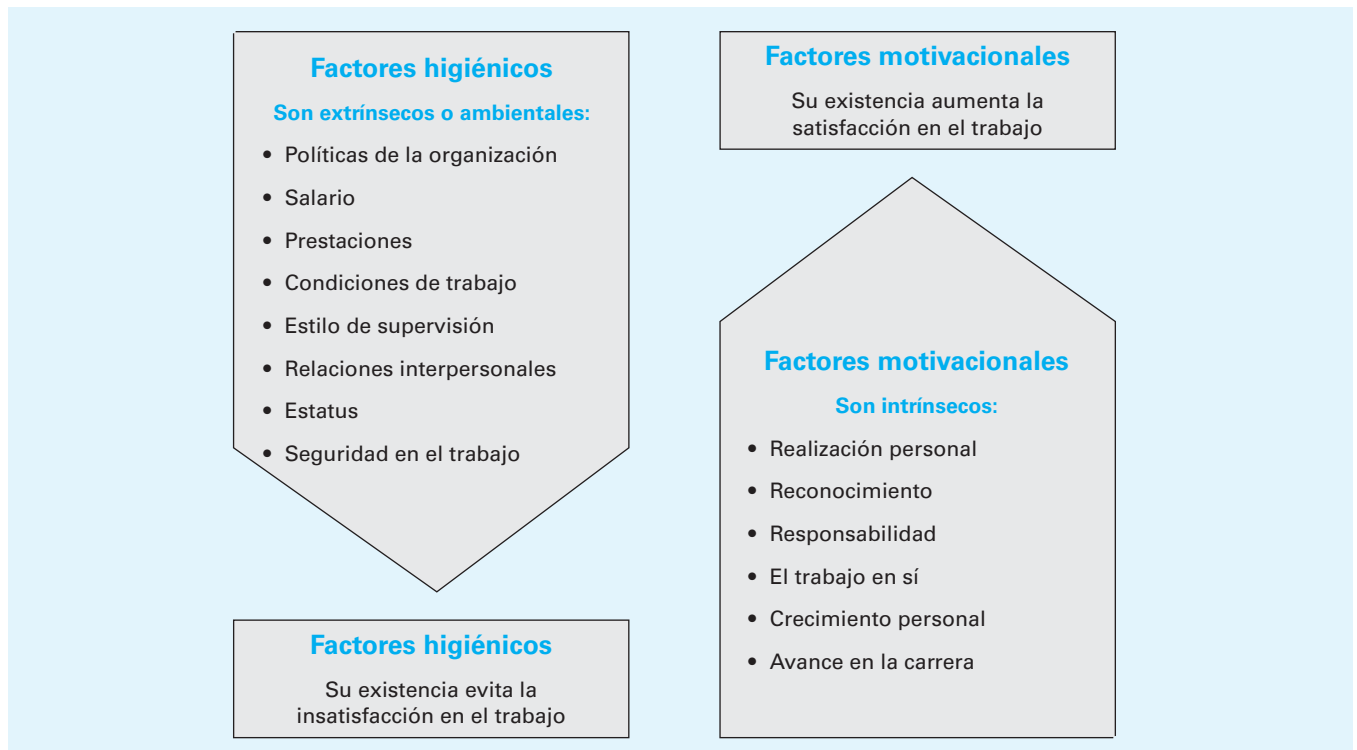 Factores higiénicos
Son extrínsecos o ambientales:
• Políticas de la organización
• Salario
• Prestaciones
• Condiciones de trabajo
• Estilo de supervisión
• Relaciones interpersonales
• Estatus
• Seguridad en el trabajo
Factores higiénicos
Su existencia evita la
insatisfacción en el trabajo
Factores motivacionales
Su existencia aumenta la
satisfacción en el trabajo
Factores motivacionales
Son intrínsecos:
• Realización personal
• Reconocimiento
• Responsabilidad
• El trabajo en sí
• Crecimiento personal
• Avance en la carrera